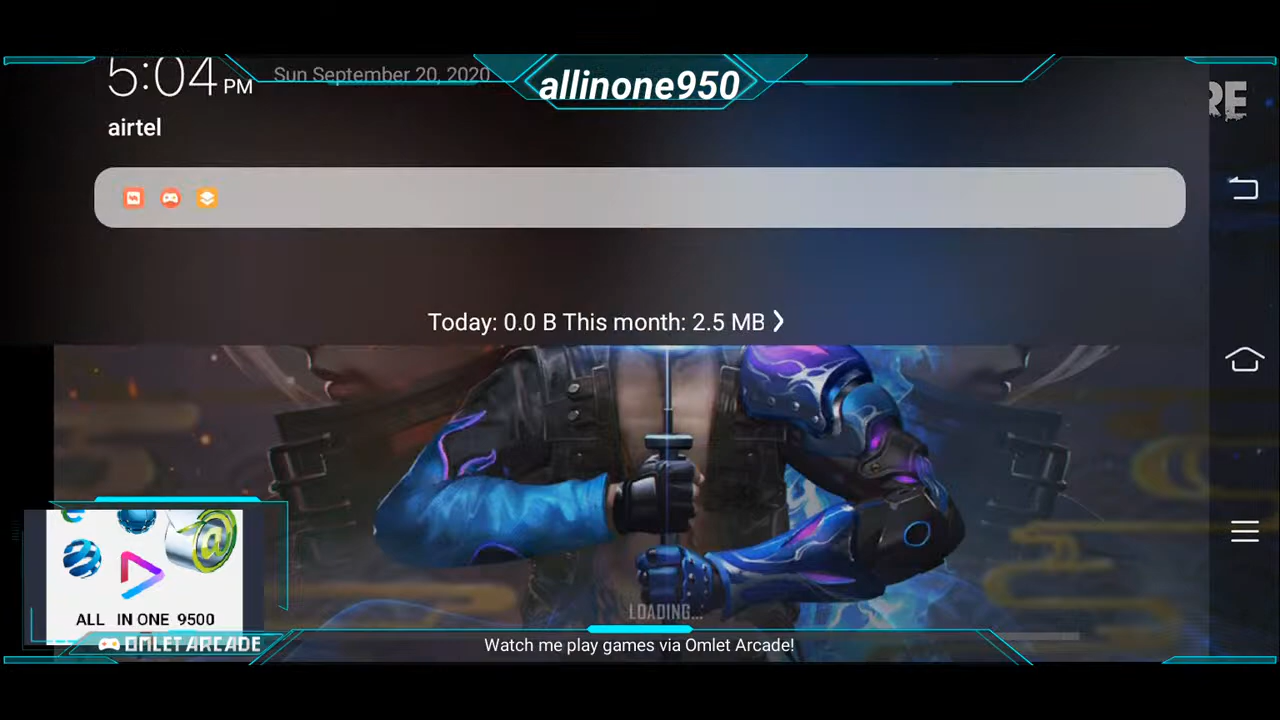 5:04 PM Sun September 20, 2020
allinone950
RE
airtel
Today: 0.0 B This month: 2.5 MB
LOADING...
ALL IN ONE 9500
OMLET ARCADE
Watch me play games via Omlet Arcade!